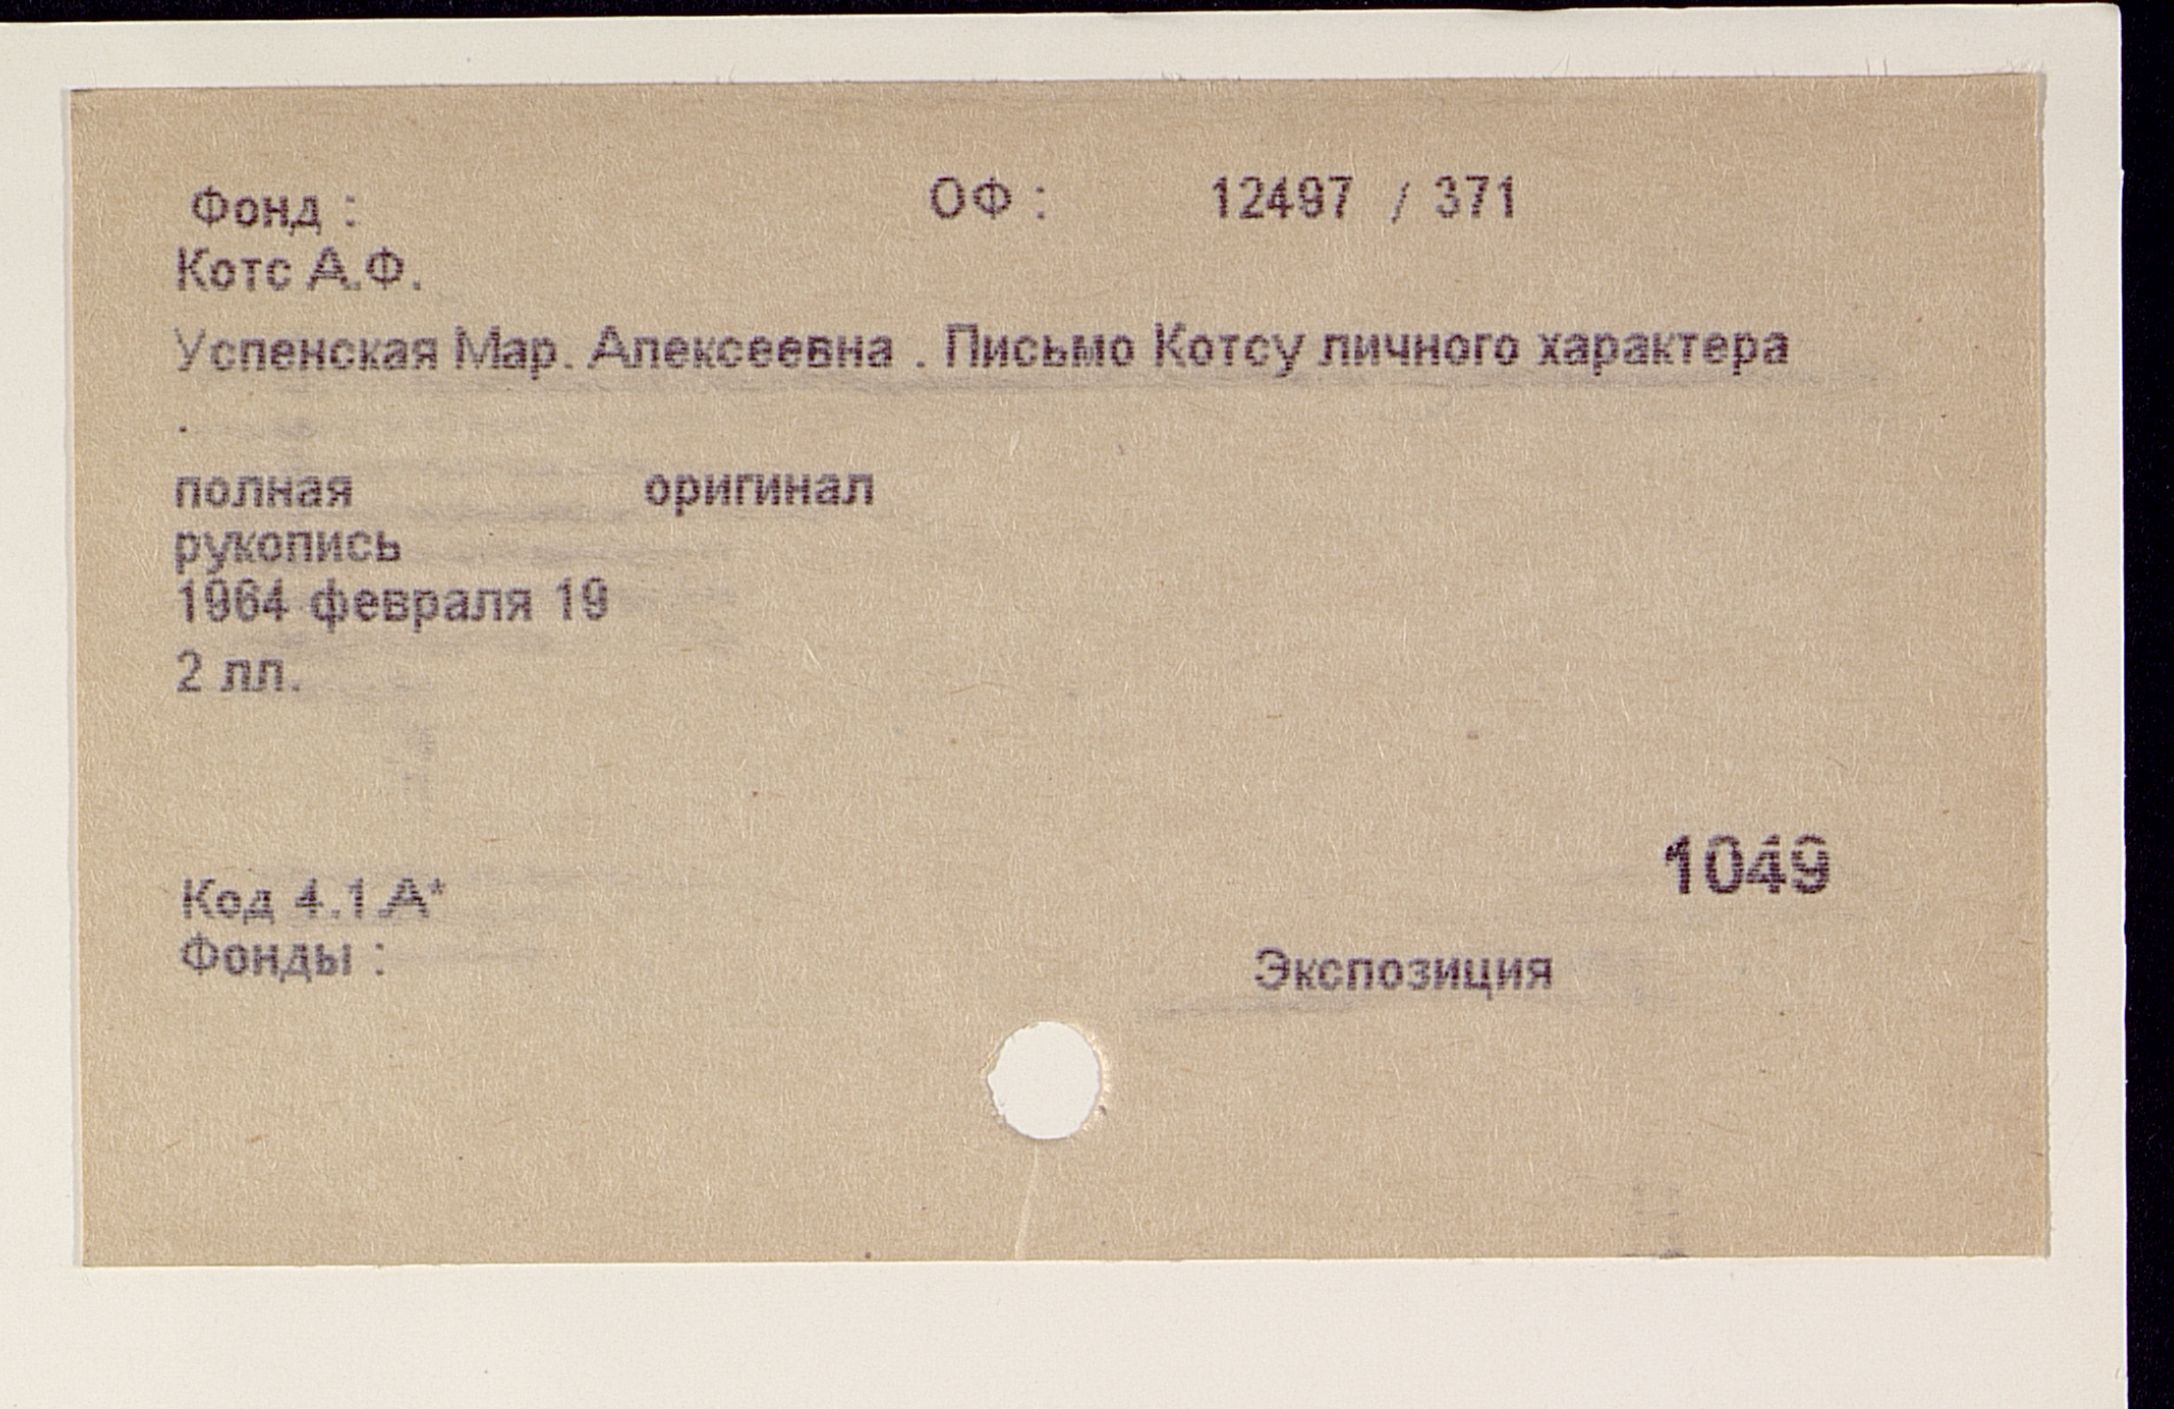 Фонд : ОФ : 12497 / 371
Котс А.Ф.
Успенская Мар. Алексеевна . Письмо Котсу личного характера
.
полная оригинал
рукопись
1964 февраля 19
2 лл.
1049
Код 4.1.А*
Фонды : Экспозиция